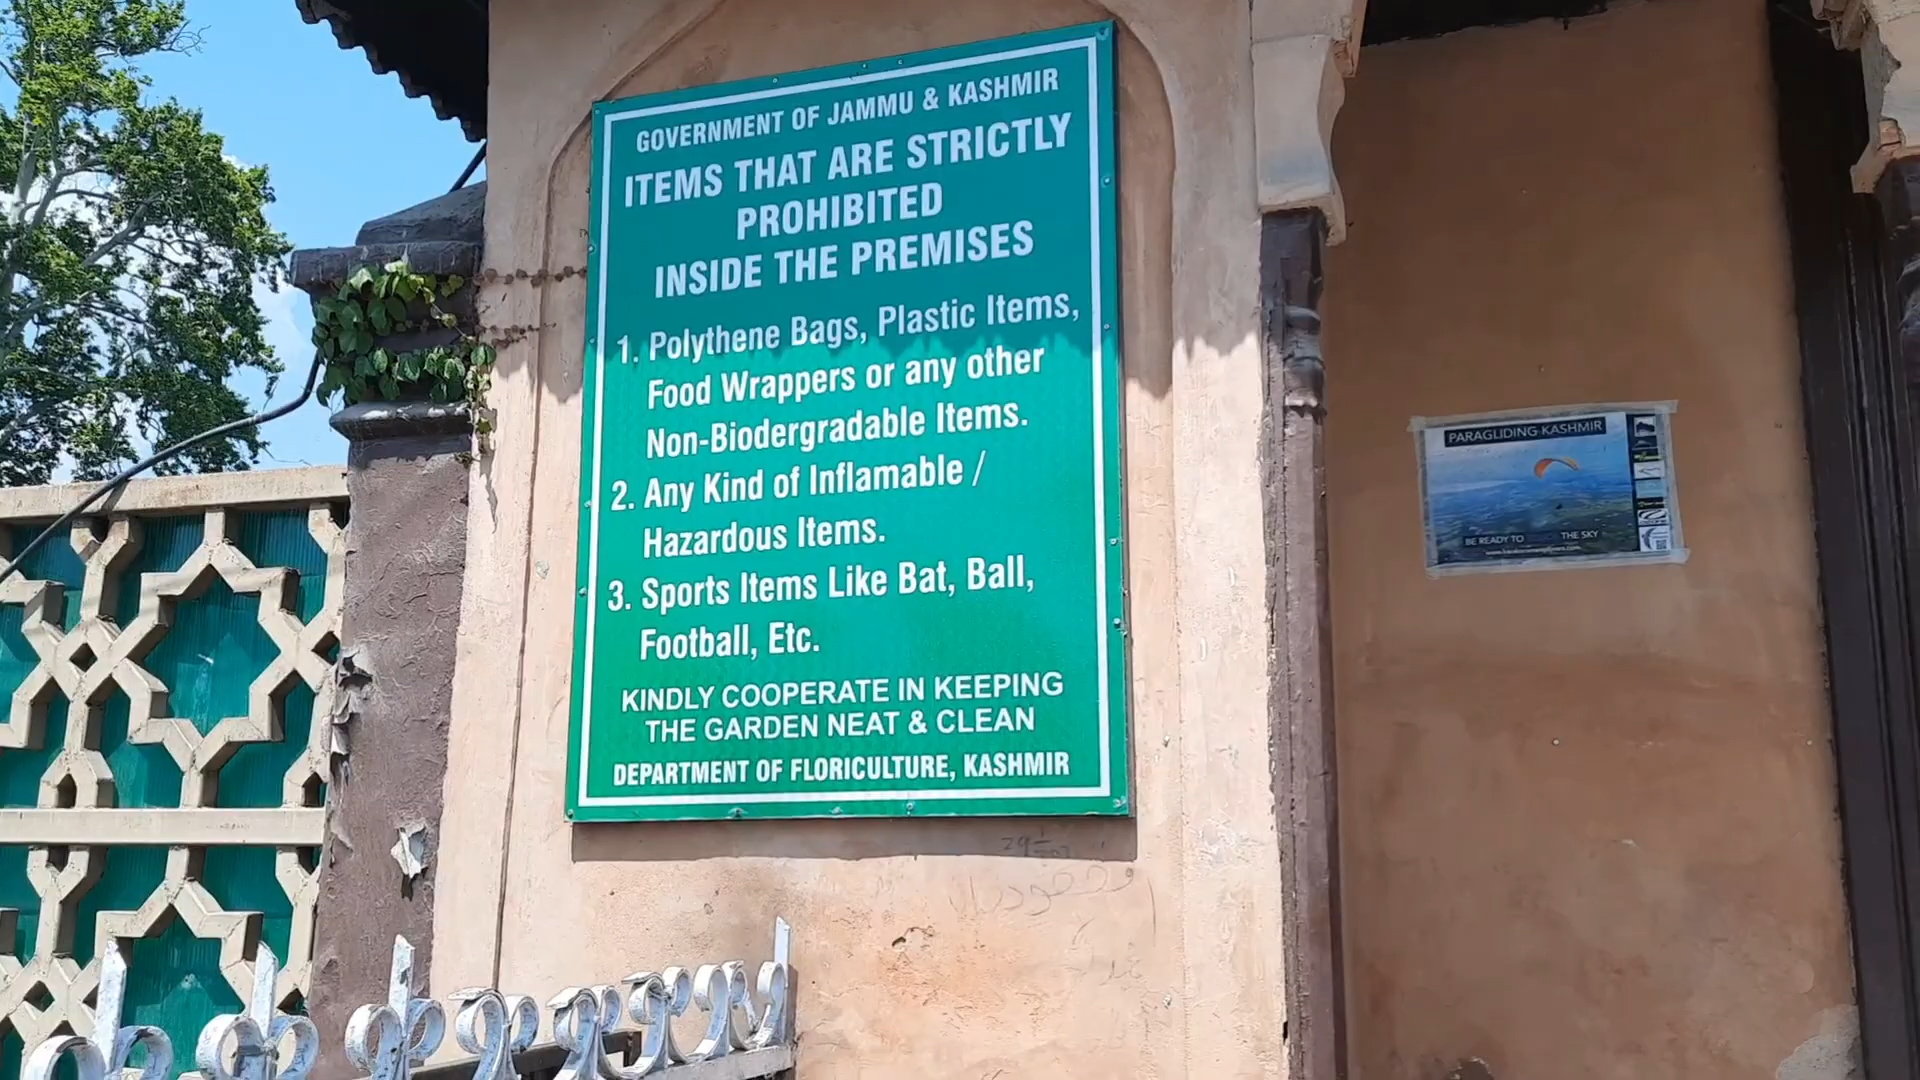 GOVERNMENT OF JAMMU & KASHMIR
ITEMS THAT ARE STRICTLY
PROHIBITED
INSIDE THE PREMISES
1. Polythene Bags, Plastic Items,
Food Wrappers or any other
Non-Biodergradable Items.
2. Any Kind of Inflamable /
Hazardous Items.
3. Sports Items Like Bat, Ball,
Football, Etc.
KINDLY COOPERATE IN KEEPING
THE GARDEN NEAT & CLEAN
DEPARTMENT OF FLORICULTURE, KASHMIR
PARAGLIDING KASHMIR
BE READY TO THE SKY